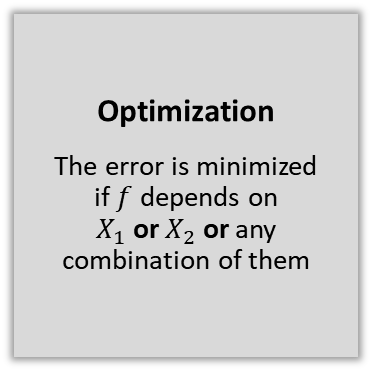 Optimization
The error is minimized
if 𝑓 depends on
𝑋₁ or 𝑋₂ or any
combination of them